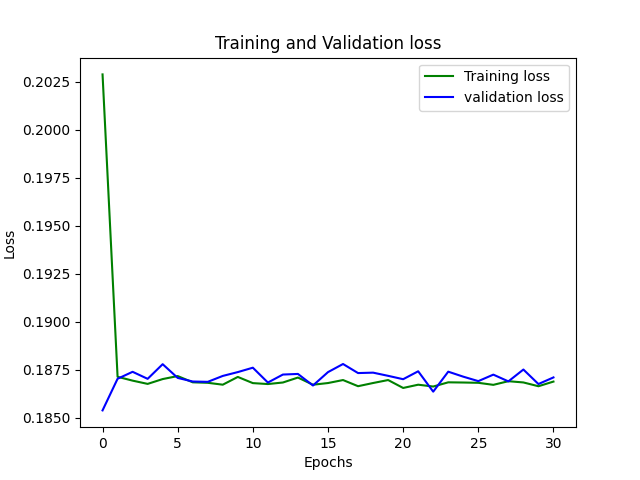 Training and Validation loss
Training loss
validation loss
0.2025
0.2000
0.1975
0.1950
0.1925
0.1900
0.1875
0.1850
Loss
0 5 10 15 20 25 30
Epochs